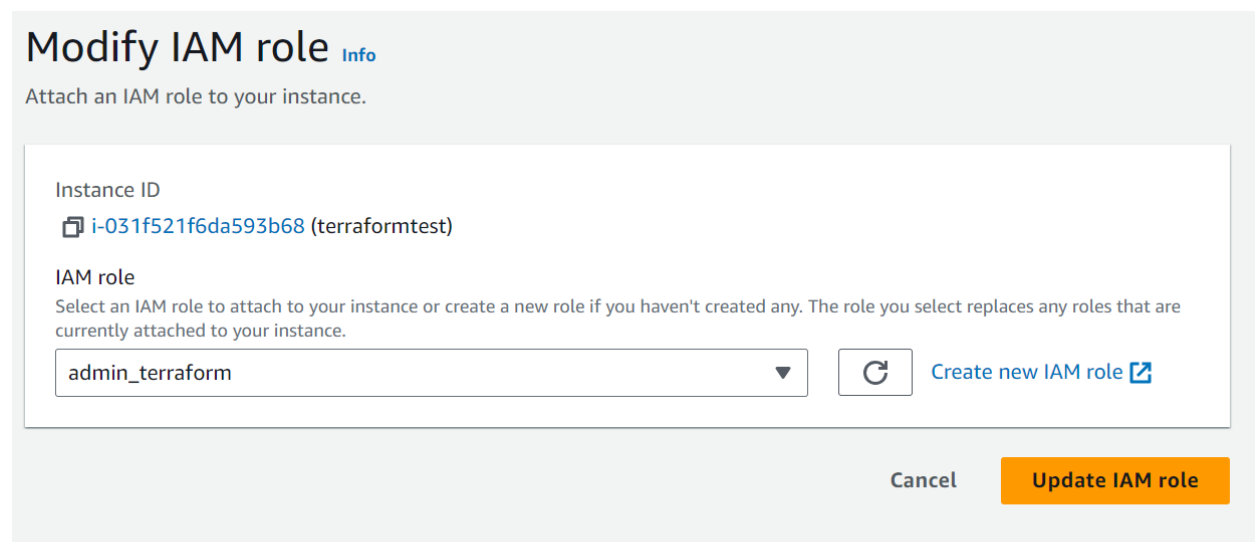 Modify IAM role Info
Attach an IAM role to your instance.
Instance ID
i-031f521f6da593b68 (terraformtest)
IAM role
Select an IAM role to attach to your instance or create a new role if you haven't created any. The role you select replaces any roles that are
currently attached to your instance.
admin_terraform
Create new IAM role
Cancel Update IAM role